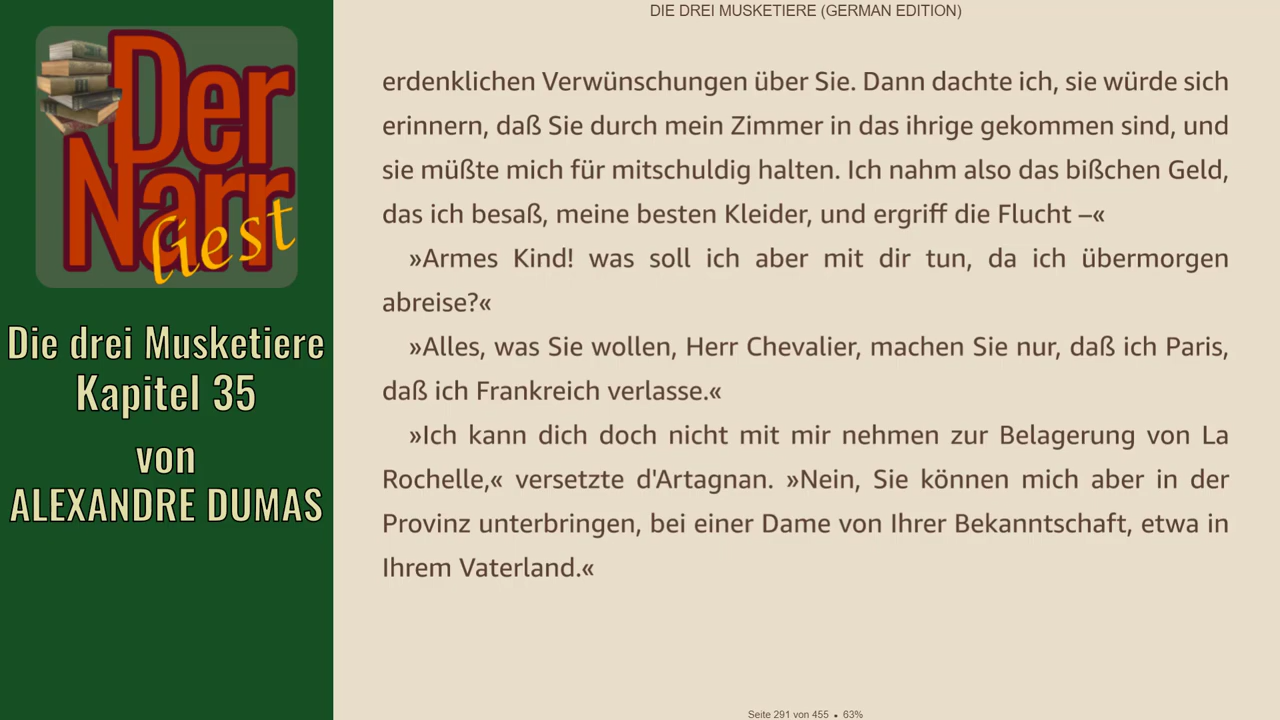 Der
Narr
liest
Die drei Musketiere
Kapitel 35
von
ALEXANDRE DUMAS
DIE DREI MUSKETIERE (GERMAN EDITION)
erdenklichen Verwünschungen über Sie. Dann dachte ich, sie würde sich
erinnern, daß Sie durch mein Zimmer in das ihrige gekommen sind, und
sie müßte mich für mitschuldig halten. Ich nahm also das bißchen Geld,
das ich besaß, meine besten Kleider, und ergriff die Flucht –«
»Armes Kind! was soll ich aber mit dir tun, da ich übermorgen
abreise?«
»Alles, was Sie wollen, Herr Chevalier, machen Sie nur, daß ich Paris,
daß ich Frankreich verlasse.«
»Ich kann dich doch nicht mit mir nehmen zur Belagerung von La
Rochelle,« versetzte d'Artagnan. »Nein, Sie können mich aber in der
Provinz unterbringen, bei einer Dame von Ihrer Bekanntschaft, etwa in
Ihrem Vaterland.«
Seite 291 von 455 • 63%